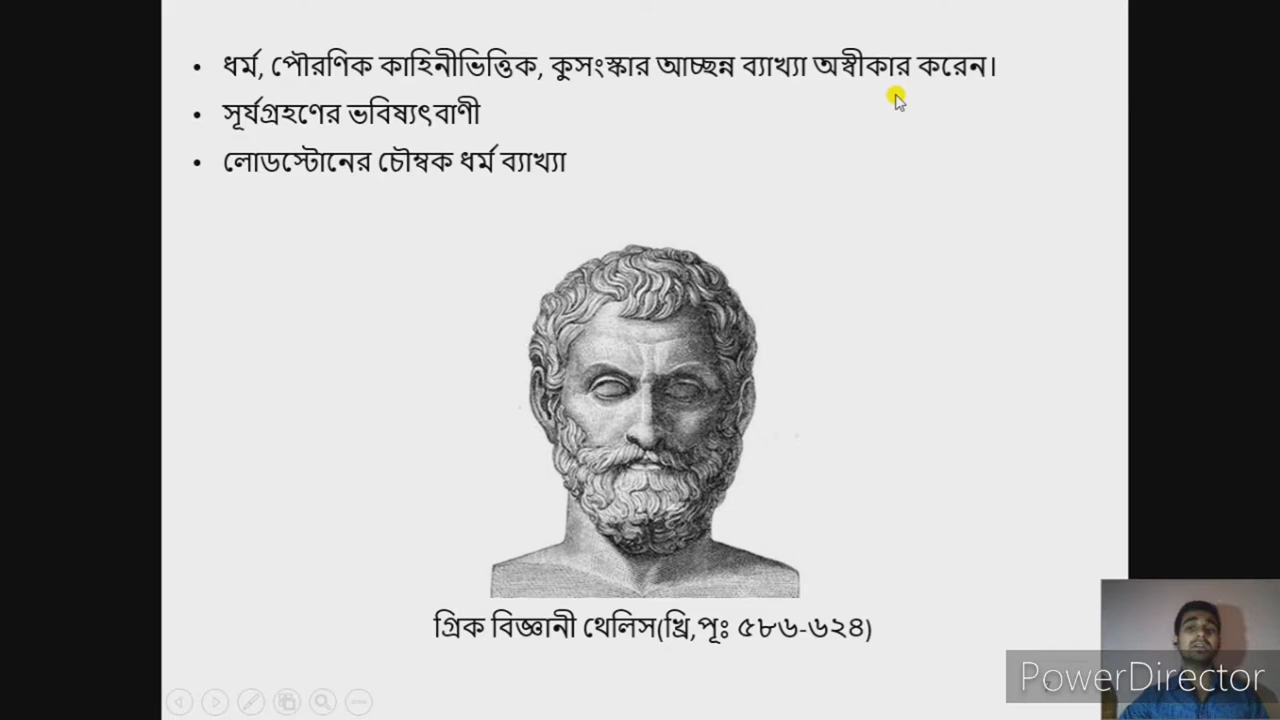 • ধর্ম, পৌরণিক কাহিনীভিত্তিক, কুসংস্কার আচ্ছন্ন ব্যাখ্যা অস্বীকার করেন।
• সূর্যগ্রহণের ভবিষ্যৎবাণী
• লোডস্টোনের চৌম্বক ধর্ম ব্যাখ্যা
গ্রিক বিজ্ঞানী থেলিস(খ্রি,পূঃ ৫৮৬-৬২৪)
PowerDirector